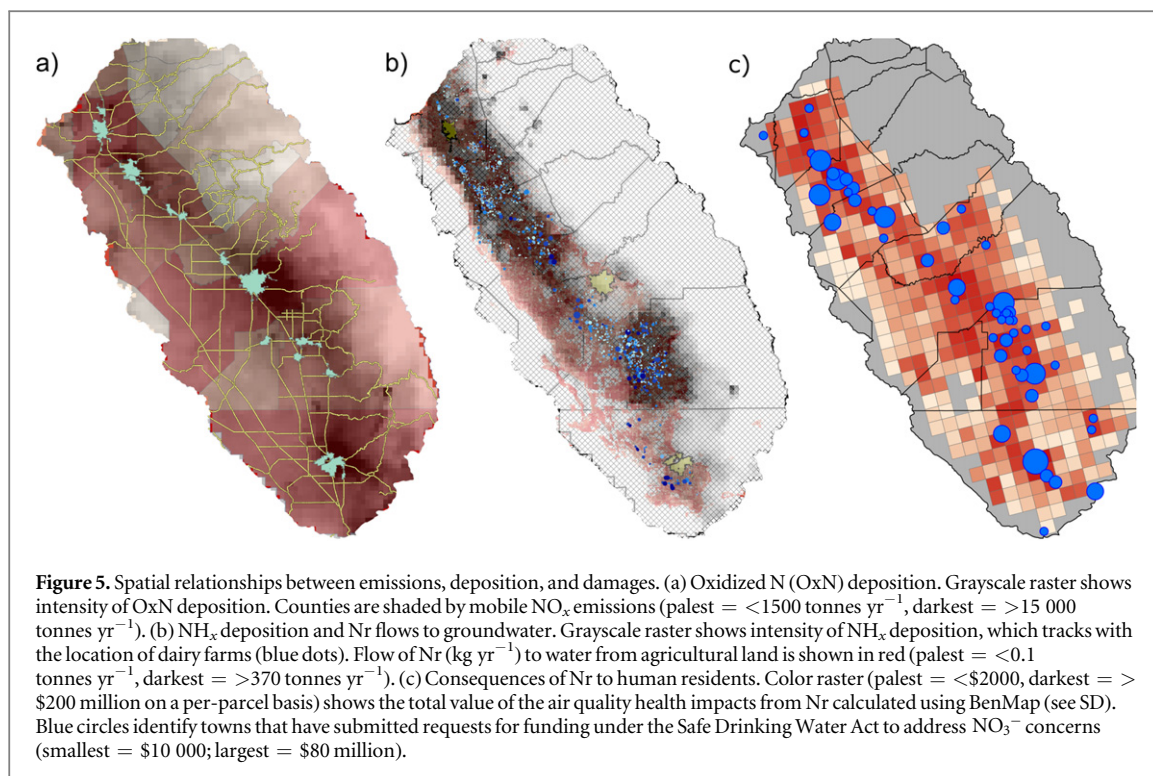 a)
b)
c)
Figure 5. Spatial relationships between emissions, deposition, and damages. (a) Oxidized N (OxN) deposition. Grayscale raster shows
intensity of OxN deposition. Counties are shaded by mobile NOₓ emissions (palest = <1500 tonnes yr⁻¹, darkest = >15 000
tonnes yr⁻¹). (b) NHₓ deposition and Nr flows to groundwater. Grayscale raster shows intensity of NHₓ deposition, which tracks with
the location of dairy farms (blue dots). Flow of Nr (kg yr⁻¹) to water from agricultural land is shown in red (palest = <0.1
tonnes yr⁻¹, darkest = >370 tonnes yr⁻¹). (c) Consequences of Nr to human residents. Color raster (palest = <$2000, darkest = >
$200 million on a per-parcel basis) shows the total value of the air quality health impacts from Nr calculated using BenMap (see SD).
Blue circles identify towns that have submitted requests for funding under the Safe Drinking Water Act to address NO₃⁻ concerns
(smallest = $10 000; largest = $80 million).